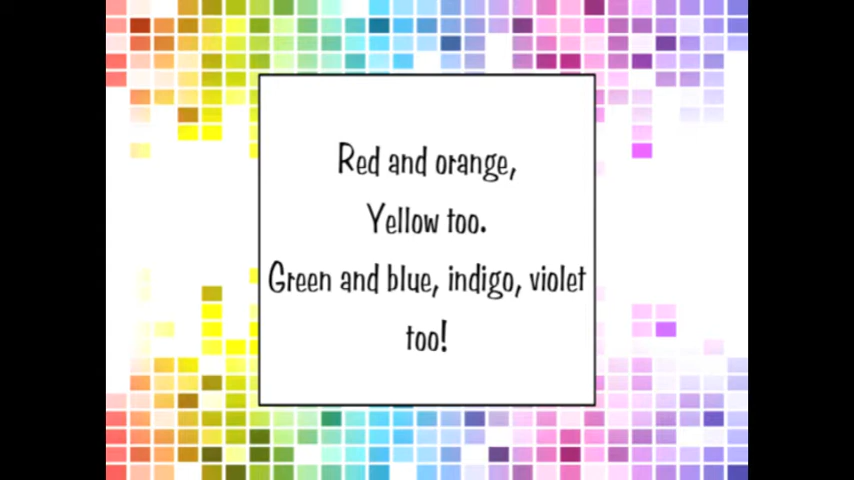 Red and orange,
Yellow too.
Green and blue, indigo, violet
too!